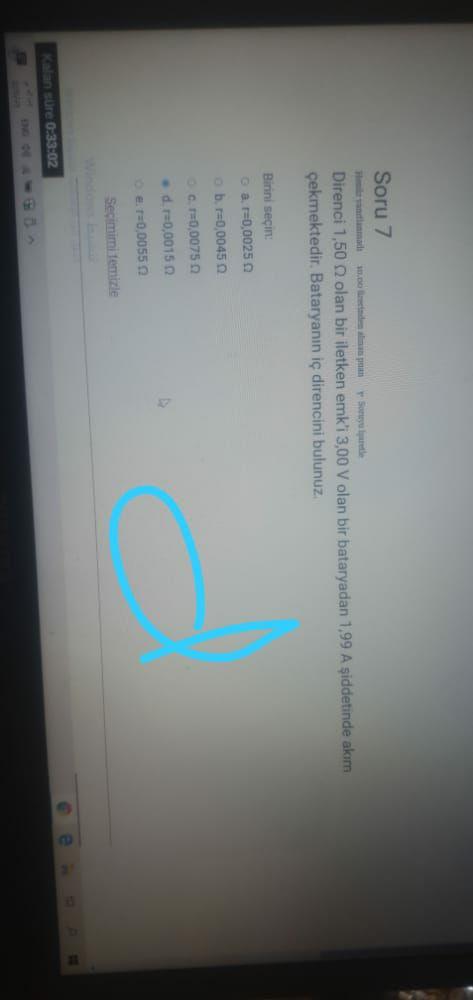 Soru 7
Henüz yanıtlanmadı 10,00 üzerinden alınan puan Soruyu işaretle
Direnci 1,50 Ω olan bir iletken emk'i 3,00 V olan bir bataryadan 1,99 A şiddetinde akım
çekmektedir. Bataryanın iç direncini bulunuz.
Birini seçin:
a. r=0,0025 Ω
b. r=0,0045 Ω
c. r=0,0075 Ω
d. r=0,0015 Ω
e. r=0,0055 Ω
Seçimimi temizle
d
Windows تنشيط
Kalan süre 0:33:02
ENG